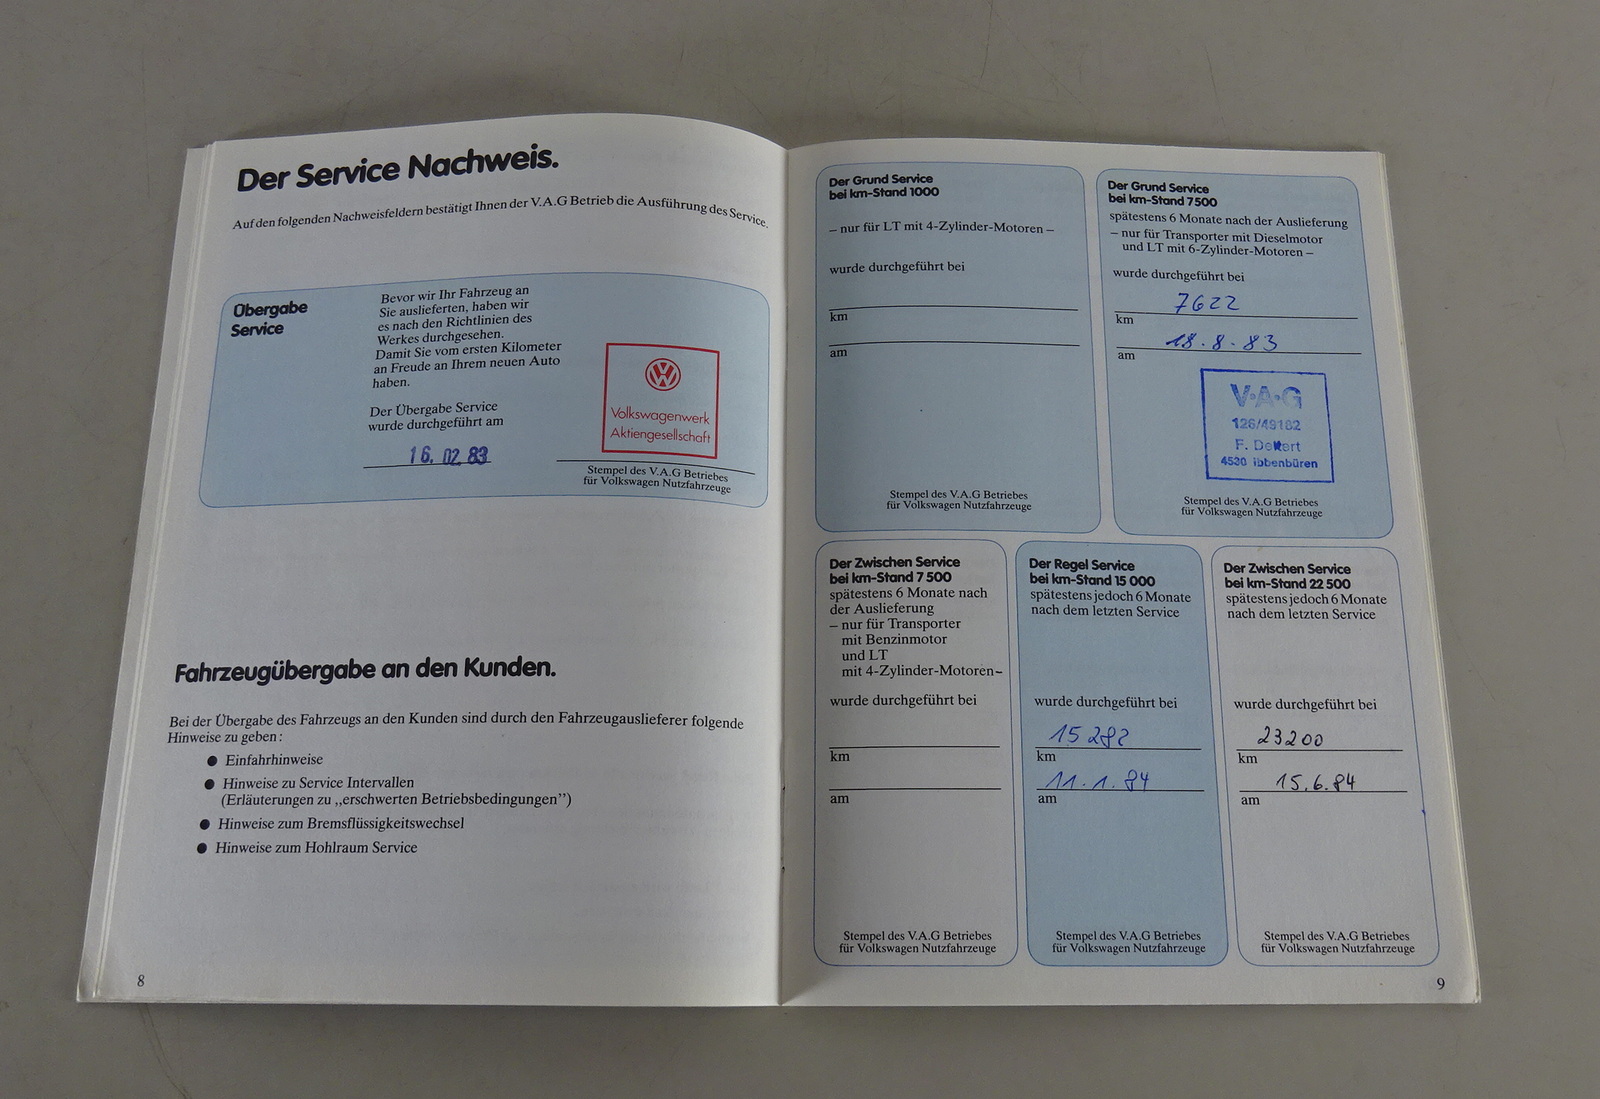 Der Service Nachweis.
Auf den folgenden Nachweisfeldern bestätigt Ihnen der V.A.G Betrieb die Ausführung des Service.
Übergabe
Service
Bevor wir Ihr Fahrzeug an
Sie auslieferten, haben wir
es nach den Richtlinien des
Werkes durchgesehen.
Damit Sie vom ersten Kilometer
an Freude an Ihrem neuen Auto
haben.
Der Übergabe Service
wurde durchgeführt am
16. 02. 83
Volkswagenwerk
Aktiengesellschaft
Stempel des V.A.G Betriebes
für Volkswagen Nutzfahrzeuge
Fahrzeugübergabe an den Kunden.
Bei der Übergabe des Fahrzeugs an den Kunden sind durch den Fahrzeugauslieferer folgende
Hinweise zu geben:
● Einfahrhinweise
● Hinweise zu Service Intervallen
(Erläuterungen zu „erschwerten Betriebsbedingungen”)
● Hinweise zum Bremsflüssigkeitswechsel
● Hinweise zum Hohlraum Service
8
Der Grund Service
bei km-Stand 1000
– nur für LT mit 4-Zylinder-Motoren –
wurde durchgeführt bei
km
am
Stempel des V.A.G Betriebes
für Volkswagen Nutzfahrzeuge
Der Grund Service
bei km-Stand 7500
spätestens 6 Monate nach der Auslieferung
– nur für Transporter mit Dieselmotor
und LT mit 6-Zylinder-Motoren –
wurde durchgeführt bei
7622
km
18.8.83
am
V·A·G
126/49182
F. Deitert
4530 Ibbenbüren
Stempel des V.A.G Betriebes
für Volkswagen Nutzfahrzeuge
Der Zwischen Service
bei km-Stand 7 500
spätestens 6 Monate nach
der Auslieferung
– nur für Transporter
mit Benzinmotor
und LT
mit 4-Zylinder-Motoren–
wurde durchgeführt bei
km
am
Stempel des V.A.G Betriebes
für Volkswagen Nutzfahrzeuge
Der Regel Service
bei km-Stand 15 000
spätestens jedoch 6 Monate
nach dem letzten Service
wurde durchgeführt bei
15282
km
11.1.84
am
Stempel des V.A.G Betriebes
für Volkswagen Nutzfahrzeuge
Der Zwischen Service
bei km-Stand 22 500
spätestens jedoch 6 Monate
nach dem letzten Service
wurde durchgeführt bei
23200
km
15.6.84
am
Stempel des V.A.G Betriebes
für Volkswagen Nutzfahrzeuge
9